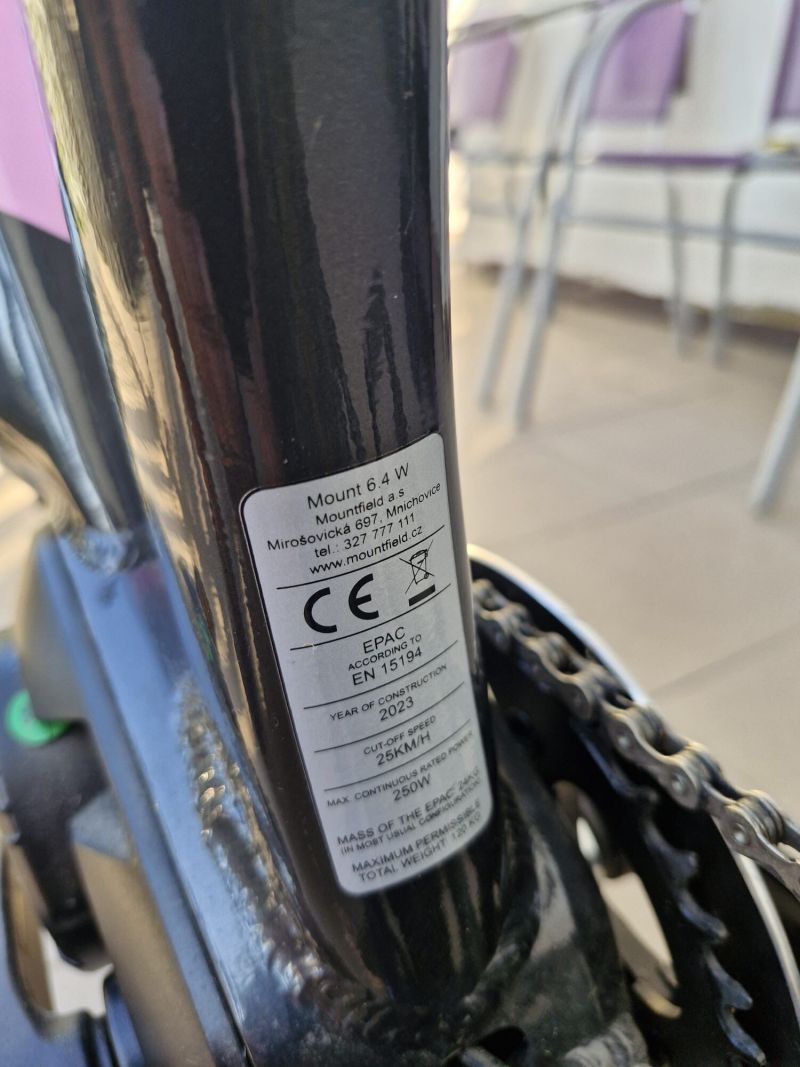 Mount 6.4 W
Mountfield a.s
Mirošovická 697, Mnichovice
tel.: 327 777 111
www.mountfield.cz
CE
EPAC
ACCORDING TO
EN 15194
YEAR OF CONSTRUCTION
2023
CUT-OFF SPEED
25KM/H
MAX. CONTINUOUS RATED POWER
250W
MASS OF THE EPAC 24KG
(IN MOST USUAL CONFIGURATION)
MAXIMUM PERMISSIBLE
TOTAL WEIGHT 120 KG